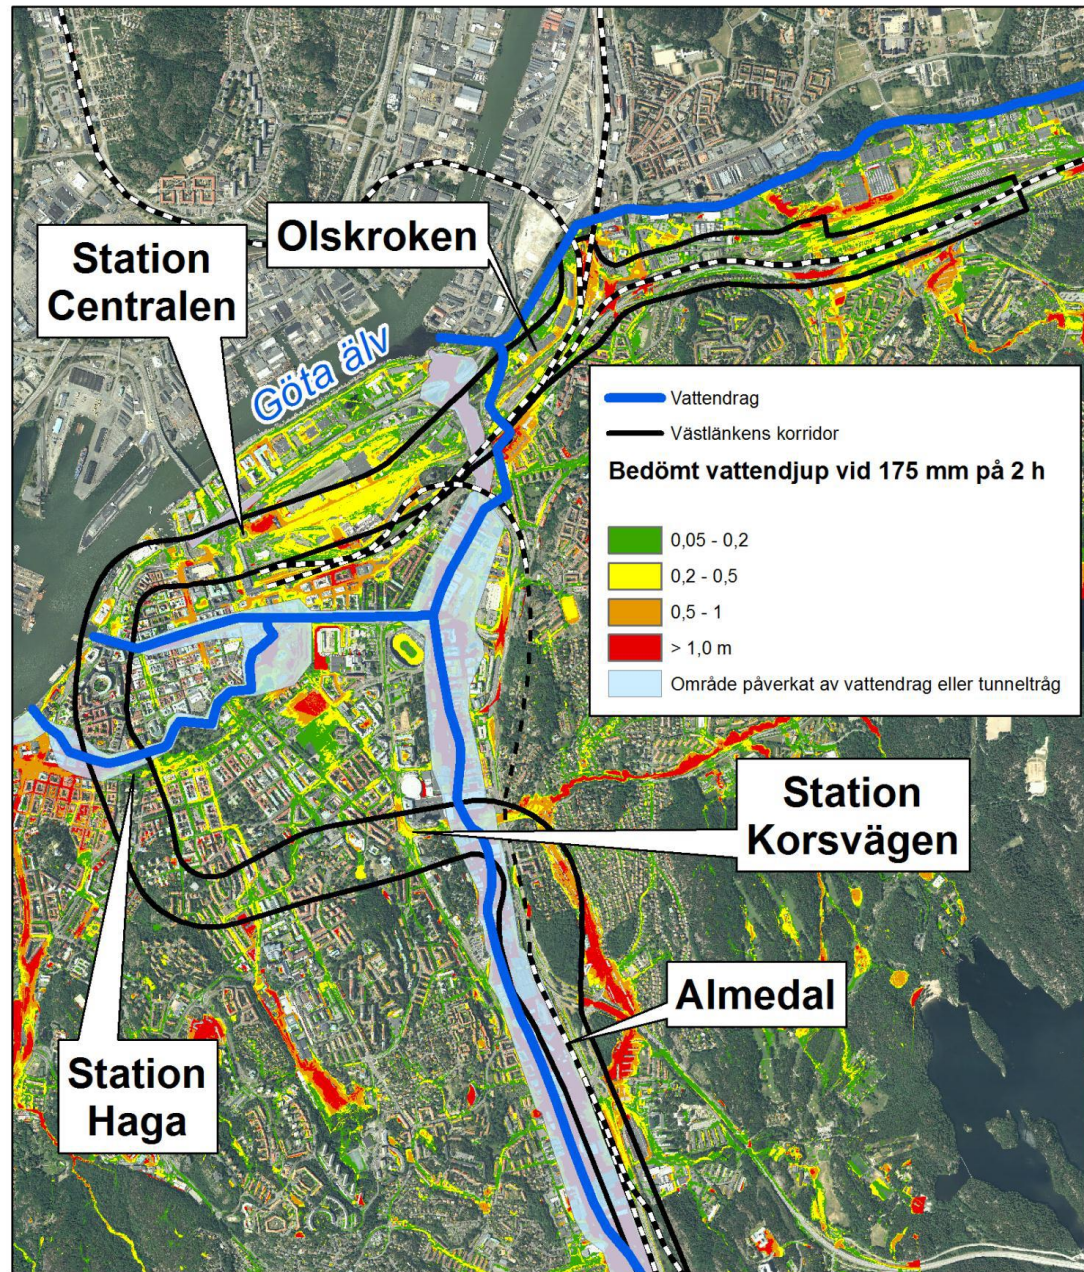 Olskroken
Station
Centralen
Göta älv
Vattendrag
Västlänkens korridor
Bedömt vattendjup vid 175 mm på 2 h
0,05 - 0,2
0,2 - 0,5
0,5 - 1
> 1,0 m
Område påverkat av vattendrag eller tunneltråg
Station
Korsvägen
Almedal
Station
Haga